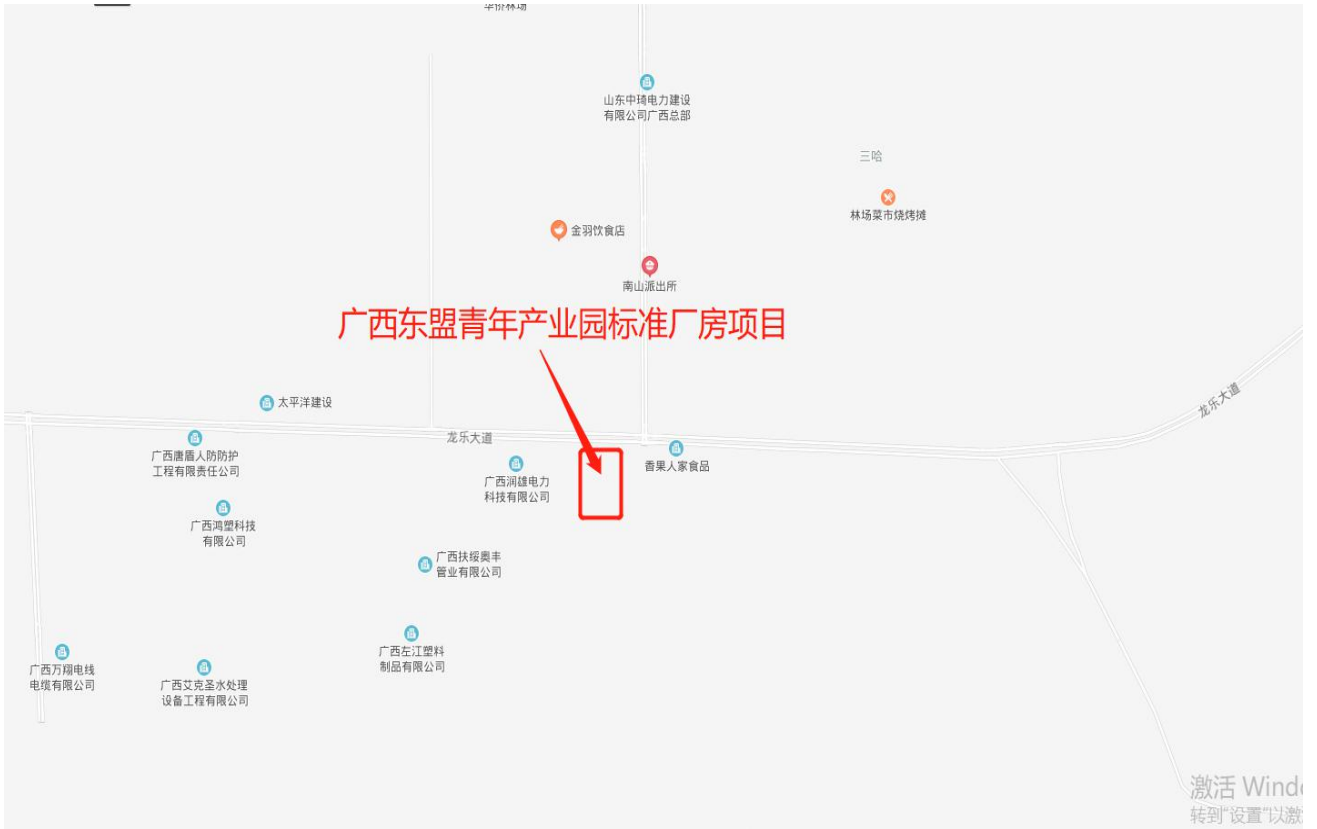 华侨林场
山东中琦电力建设
有限公司广西总部
三哈
林场菜市烧烤摊
金羽饮食店
南山派出所
广西东盟青年产业园标准厂房项目
太平洋建设
龙乐大道
龙乐大道
广西唐盾人防防护
工程有限责任公司
香果人家食品
广西润雄电力
科技有限公司
广西鸿塑科技
有限公司
广西扶绥奥丰
管业有限公司
广西左江塑料
制品有限公司
广西万翔电线
电缆有限公司
广西艾克圣水处理
设备工程有限公司
激活 Wind
转到"设置"以激